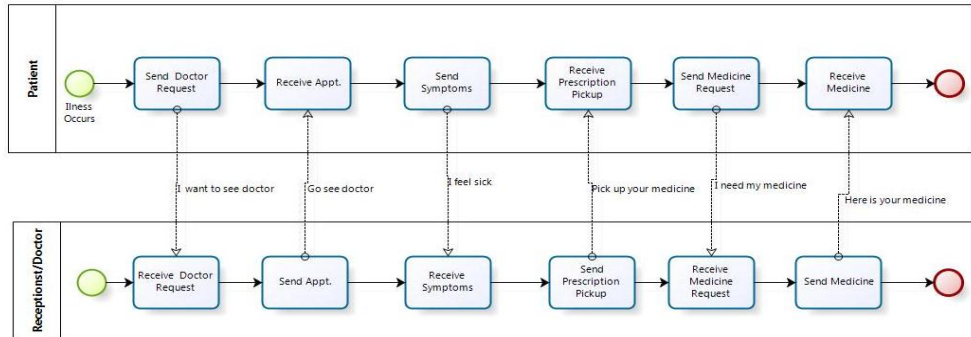 Patient
Ilness
Occurs
Send Doctor
Request
Receive Appt.
Send
Symptoms
Receive
Prescription
Pickup
Send Medicine
Request
Receive
Medicine
I want to see doctor
Go see doctor
I feel sick
Pick up your medicine
I need my medicine
Here is your medicine
Receptionst/Doctor
Receive Doctor
Request
Send Appt.
Receive
Symptoms
Send
Prescription
Pickup
Receive
Medicine
Request
Send Medicine